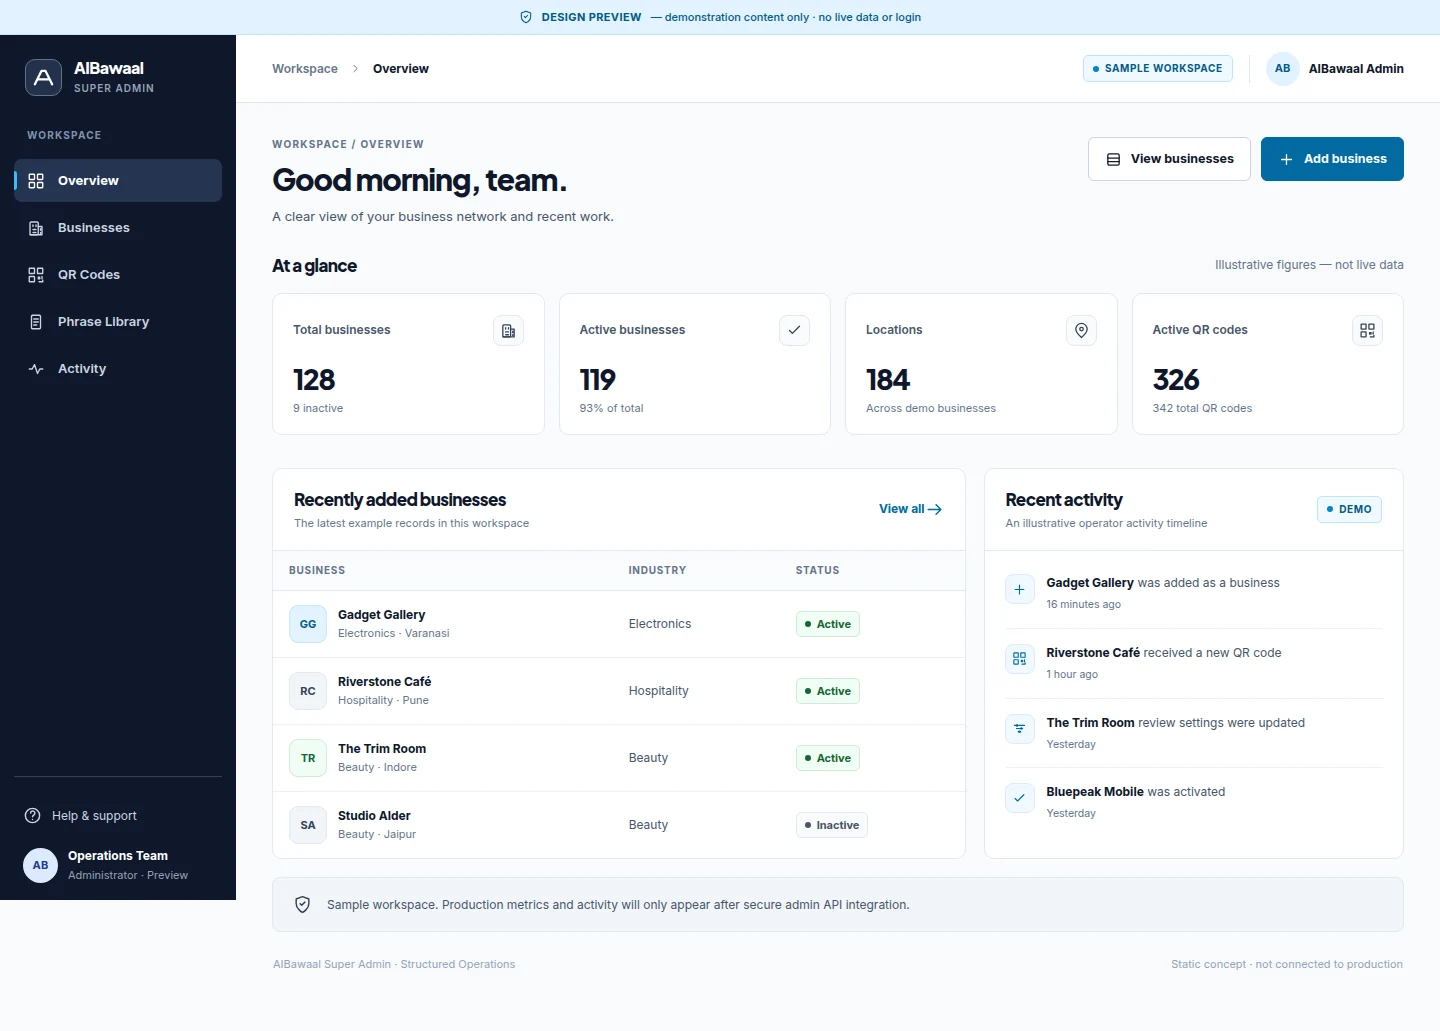 DESIGN PREVIEW — demonstration content only · no live data or login
AIBawaal
SUPER ADMIN
WORKSPACE
Overview
Businesses
QR Codes
Phrase Library
Activity
Help & support
AB
Operations Team
Administrator · Preview
Workspace > Overview
SAMPLE WORKSPACE
AB
AIBawaal Admin
WORKSPACE / OVERVIEW
Good morning, team.
A clear view of your business network and recent work.
View businesses
Add business
At a glance
Illustrative figures — not live data
Total businesses
128
9 inactive
Active businesses
119
93% of total
Locations
184
Across demo businesses
Active QR codes
326
342 total QR codes
Recently added businesses
The latest example records in this workspace
View all
BUSINESS INDUSTRY STATUS
GG
Gadget Gallery
Electronics · Varanasi
Electronics
Active
RC
Riverstone Café
Hospitality · Pune
Hospitality
Active
TR
The Trim Room
Beauty · Indore
Beauty
Active
SA
Studio Alder
Beauty · Jaipur
Beauty
Inactive
Recent activity
An illustrative operator activity timeline
DEMO
Gadget Gallery was added as a business
16 minutes ago
Riverstone Café received a new QR code
1 hour ago
The Trim Room review settings were updated
Yesterday
Bluepeak Mobile was activated
Yesterday
Sample workspace. Production metrics and activity will only appear after secure admin API integration.
AIBawaal Super Admin · Structured Operations
Static concept · not connected to production